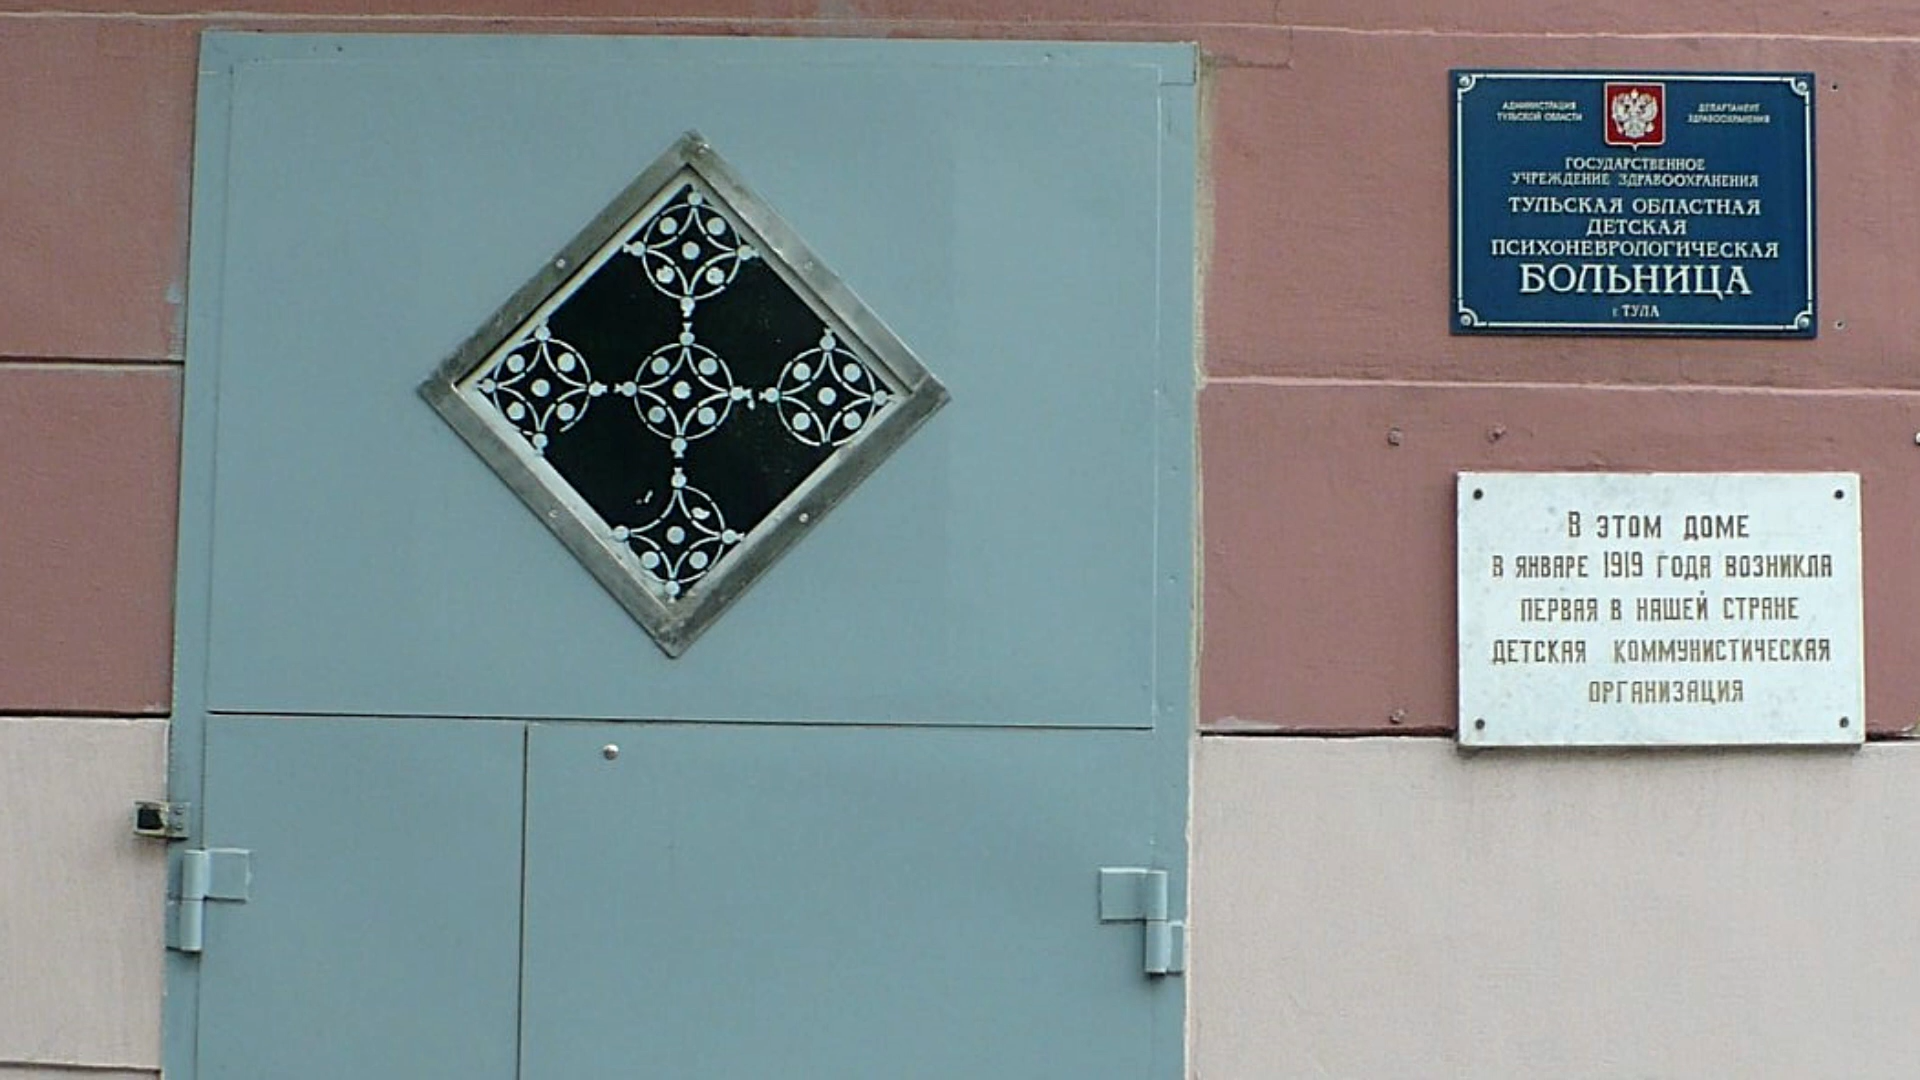 АДМИНИСТРАЦИЯ
ТУЛЬСКОЙ ОБЛАСТИ
ДЕПАРТАМЕНТ
ЗДРАВООХРАНЕНИЯ
ГОСУДАРСТВЕННОЕ
УЧРЕЖДЕНИЕ ЗДРАВООХРАНЕНИЯ
ТУЛЬСКАЯ ОБЛАСТНАЯ
ДЕТСКАЯ
ПСИХОНЕВРОЛОГИЧЕСКАЯ
БОЛЬНИЦА
г. ТУЛА
В ЭТОМ ДОМЕ
В ЯНВАРЕ 1919 ГОДА ВОЗНИКЛА
ПЕРВАЯ В НАШЕЙ СТРАНЕ
ДЕТСКАЯ КОММУНИСТИЧЕСКАЯ
ОРГАНИЗАЦИЯ